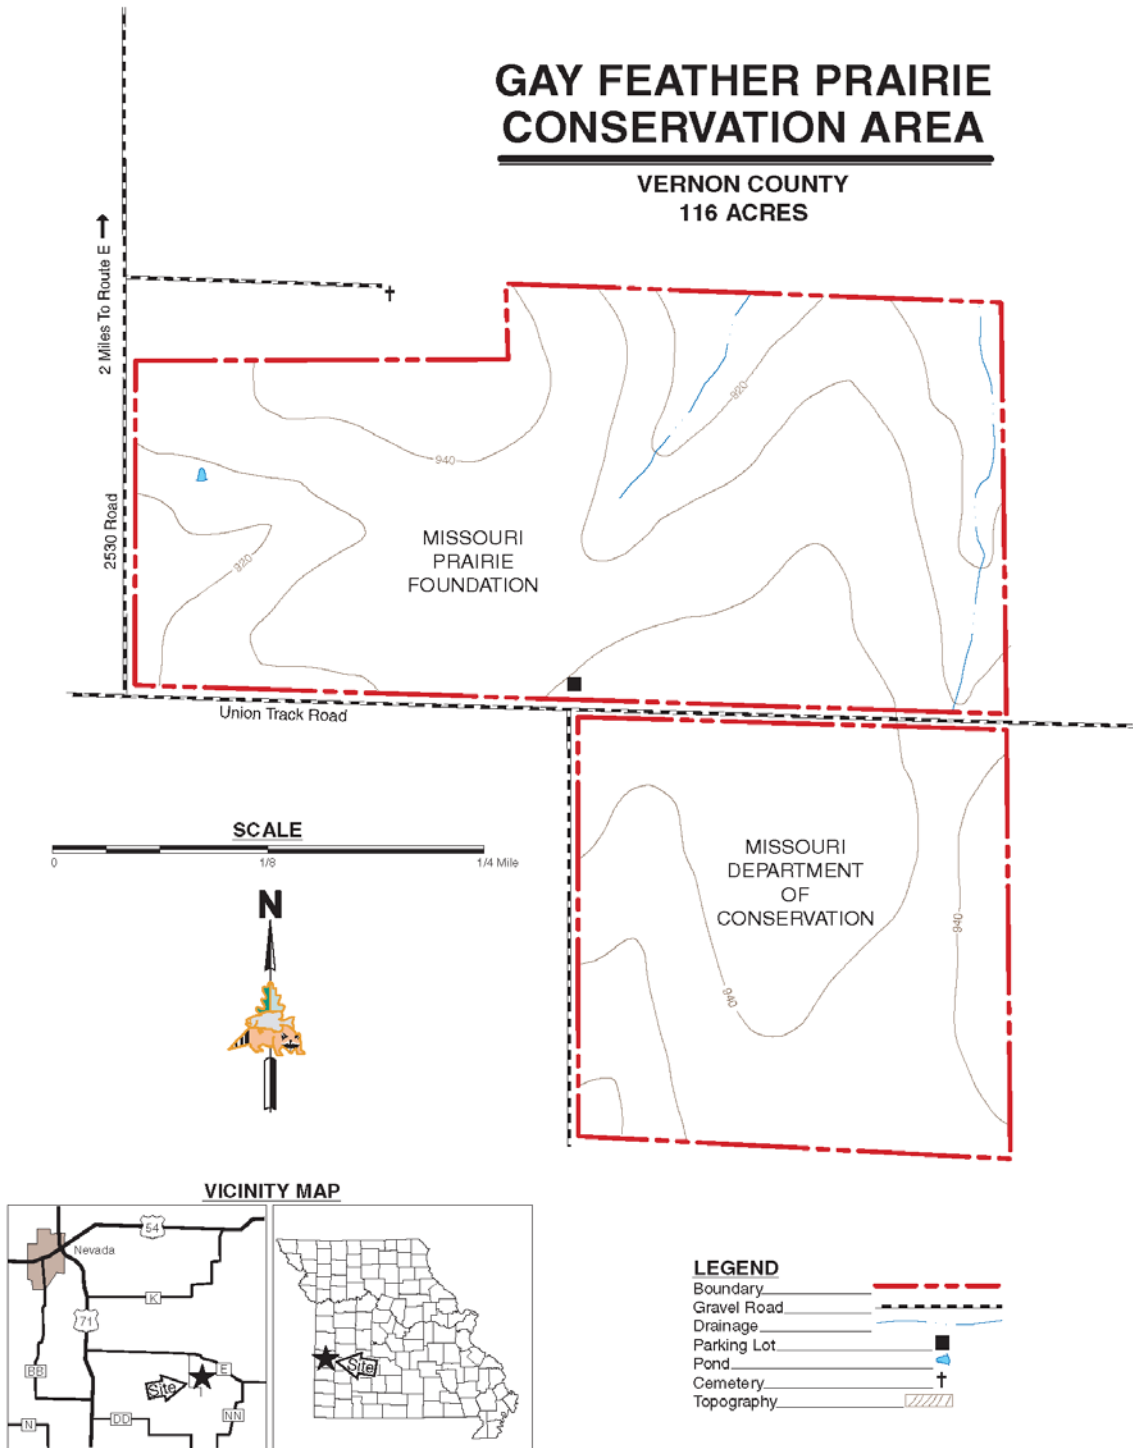 GAY FEATHER PRAIRIE
CONSERVATION AREA
VERNON COUNTY
116 ACRES
2 Miles To Route E
2530 Road
940
920
920
MISSOURI
PRAIRIE
FOUNDATION
Union Track Road
SCALE
0
1/8
1/4 Mile
N
MISSOURI
DEPARTMENT
OF
CONSERVATION
940
940
VICINITY MAP
54
Nevada
K
71
BB
E
Site
N
DD
NN
Site
LEGEND
Boundary
Gravel Road
Drainage
Parking Lot
Pond
Cemetery
Topography